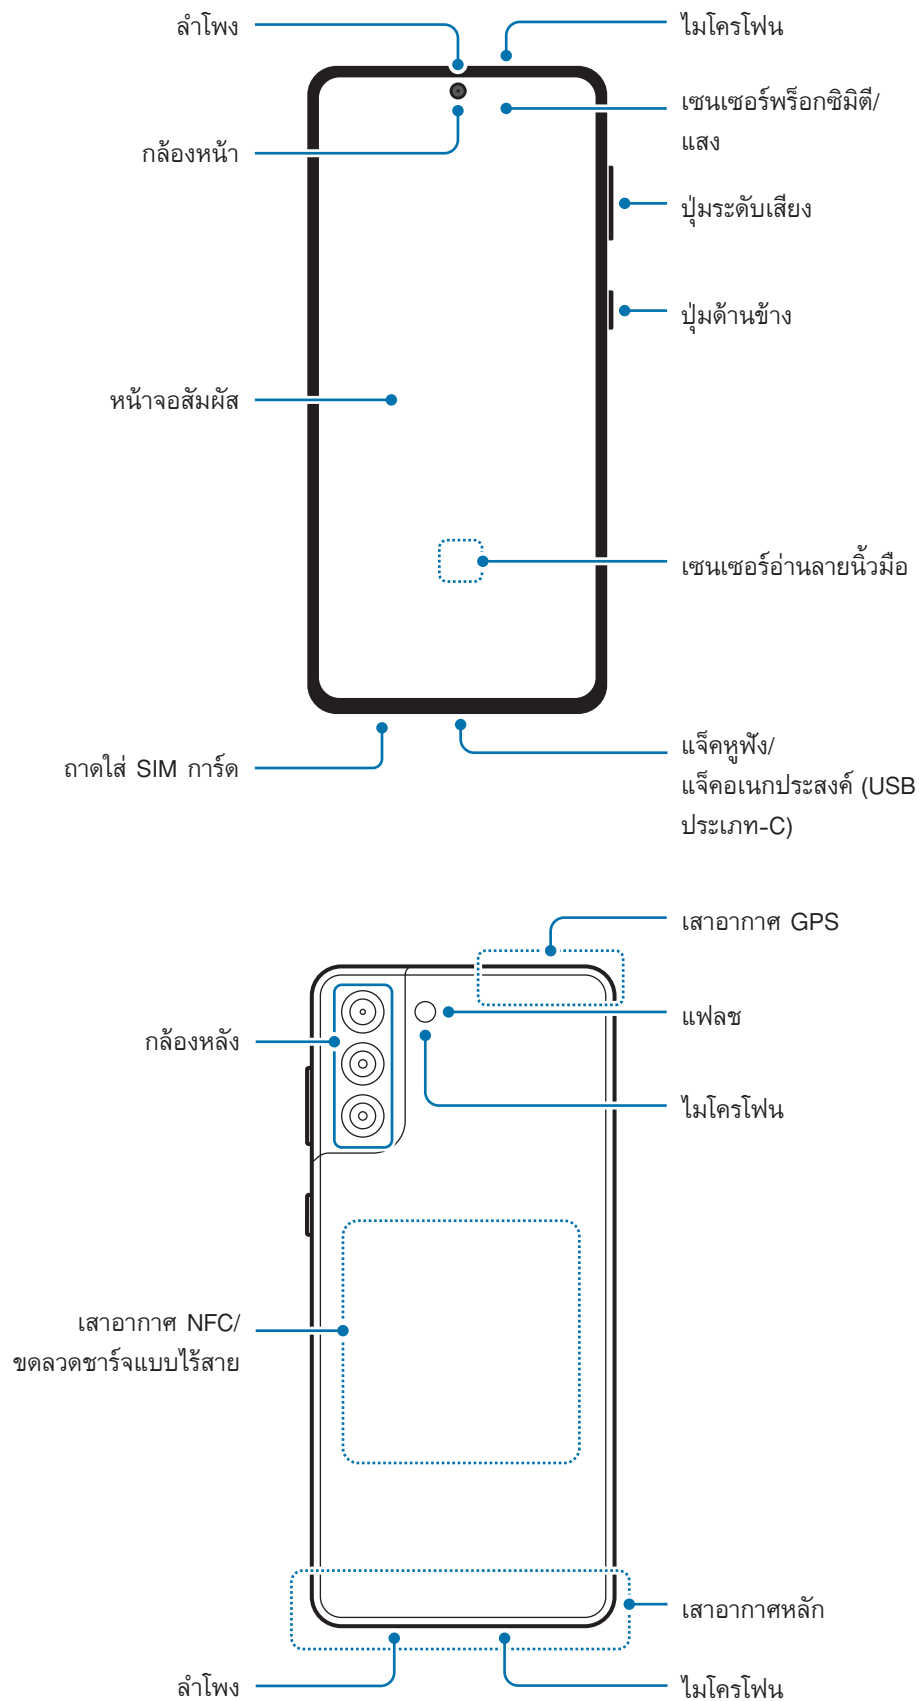 ลำโพง
ไมโครโฟน
เซนเซอร์พร็อกซิมิตี/
แสง
กล้องหน้า
ปุ่มระดับเสียง
ปุ่มด้านข้าง
หน้าจอสัมผัส
เซนเซอร์อ่านลายนิ้วมือ
ถาดใส่ SIM การ์ด
แจ็คหูฟัง/
แจ็คอเนกประสงค์ (USB
ประเภท-C)
เสาอากาศ GPS
แฟลช
กล้องหลัง
ไมโครโฟน
เสาอากาศ NFC/
ขดลวดชาร์จแบบไร้สาย
เสาอากาศหลัก
ลำโพง
ไมโครโฟน